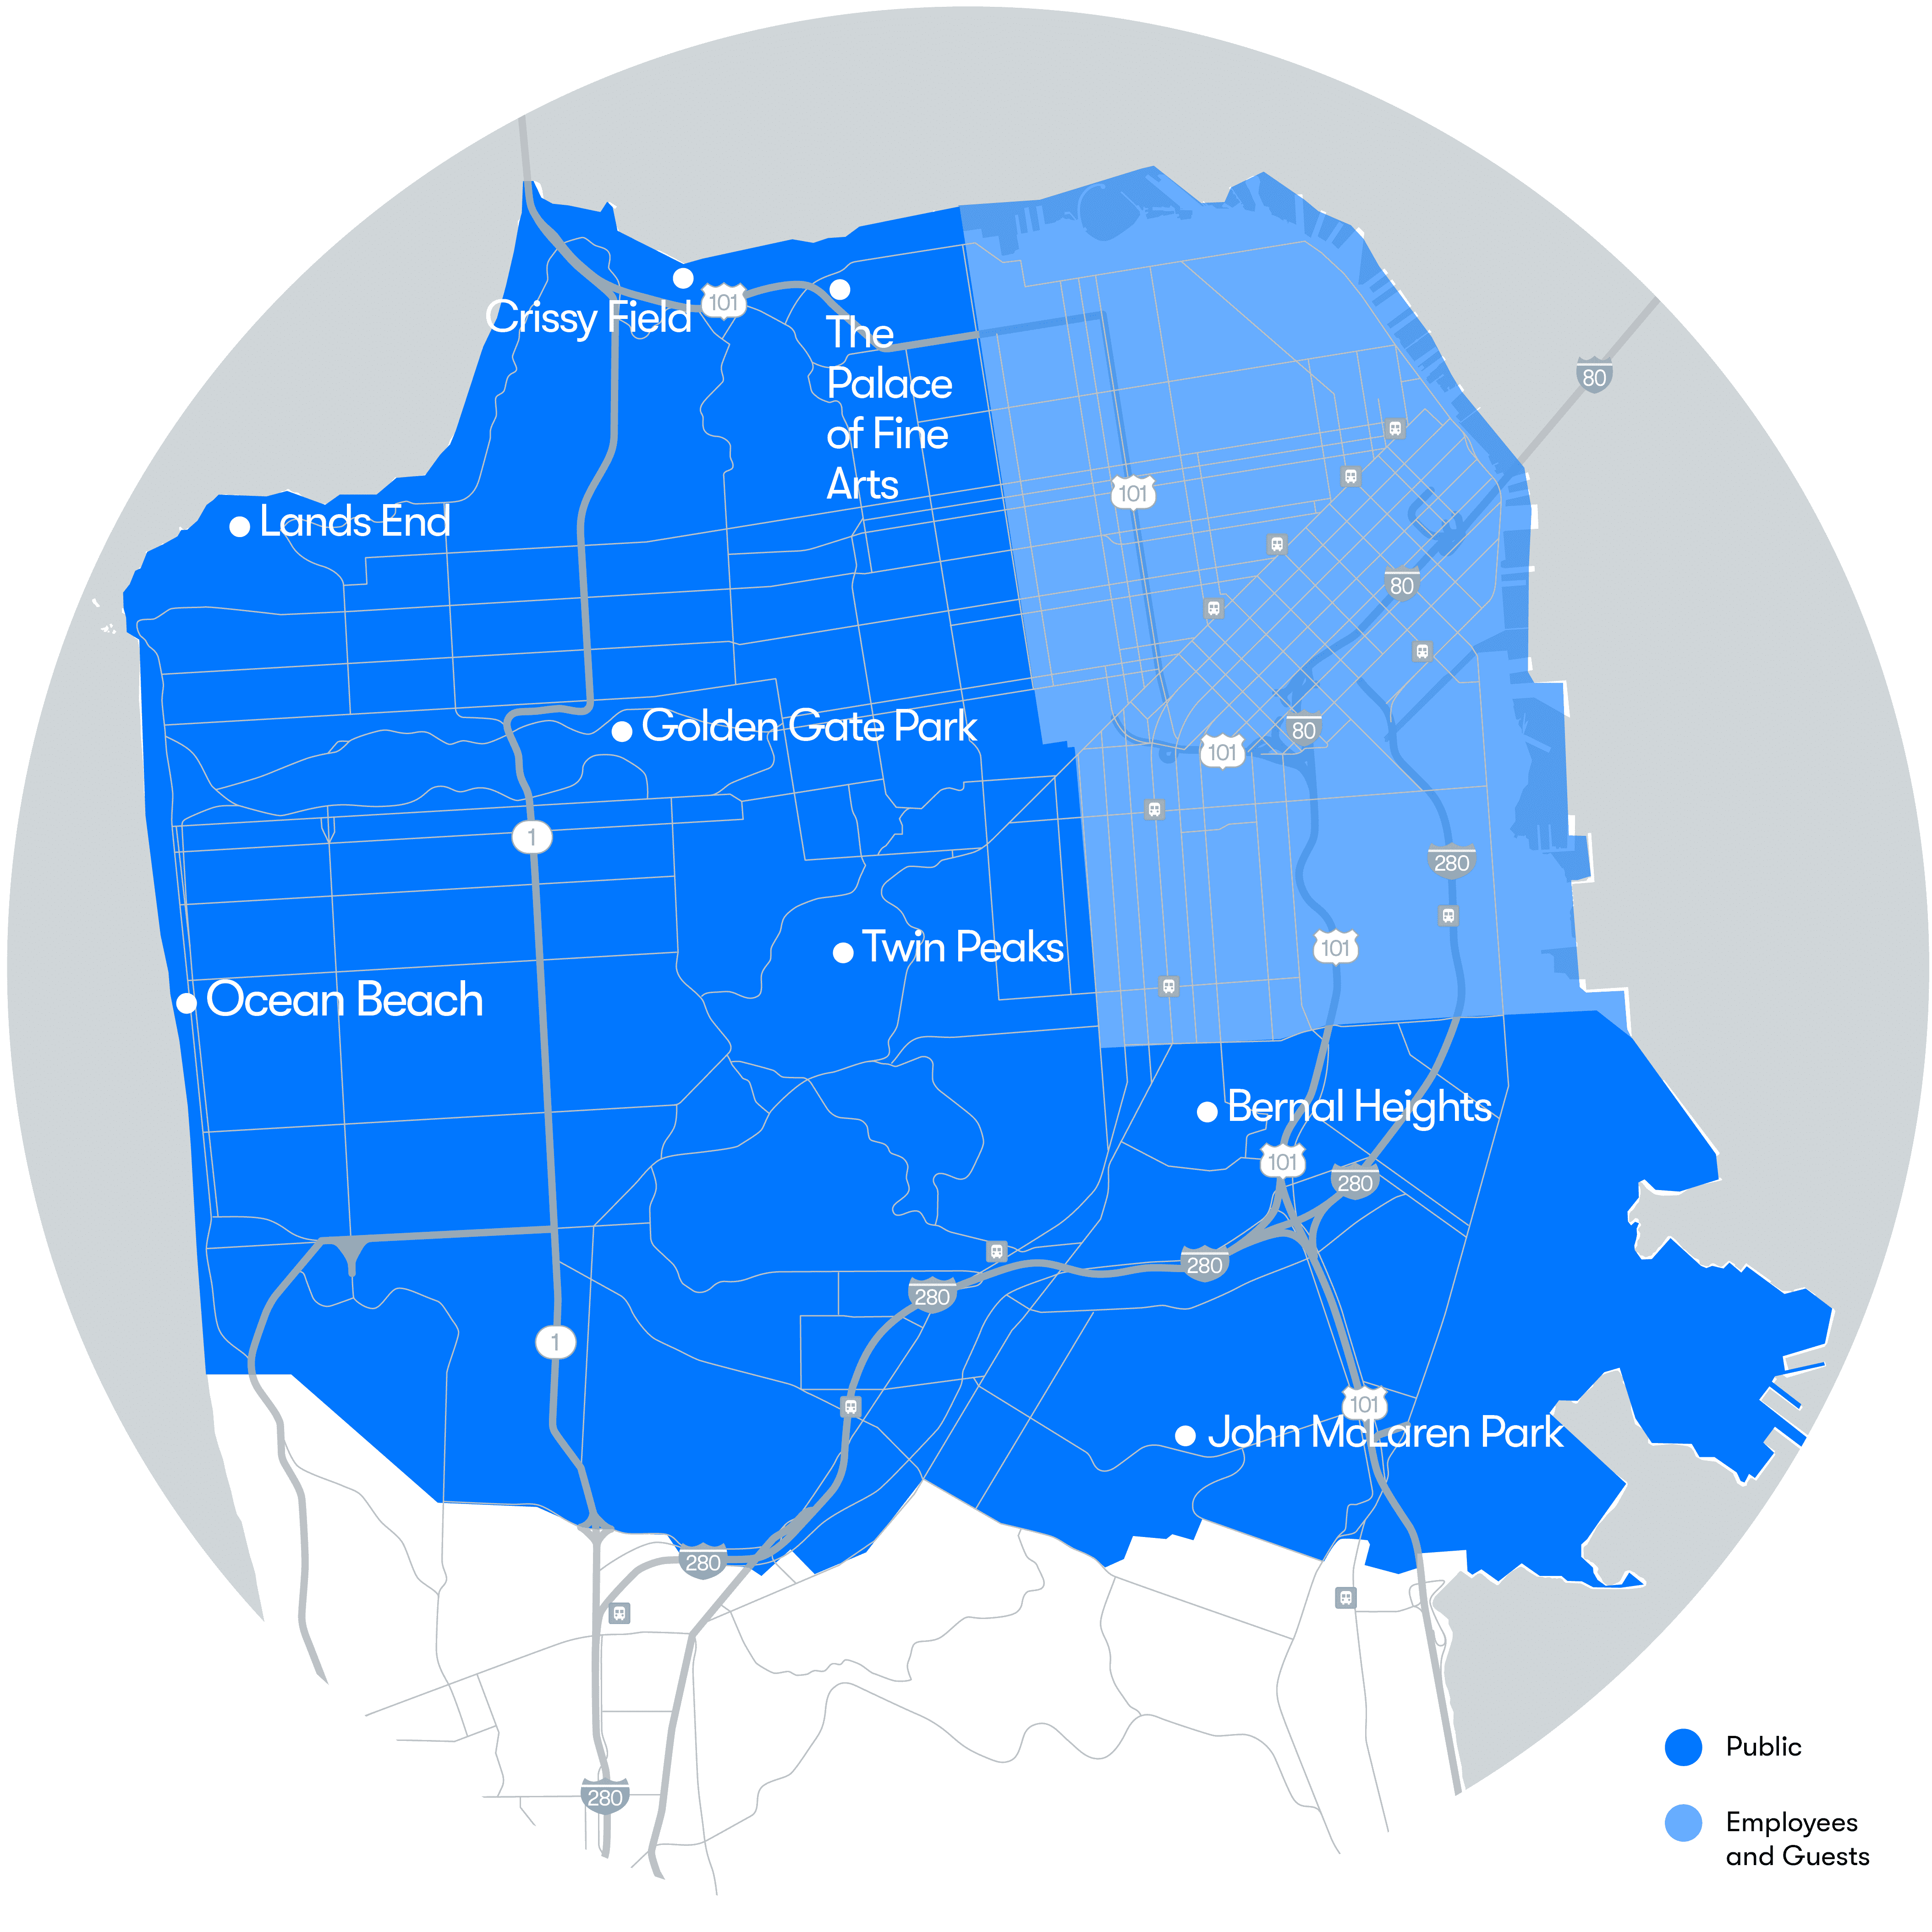 Crissy Field
101
The
Palace
of Fine
Arts
80
101
Lands End
80
Golden Gate Park
80
101
1
280
Twin Peaks
101
Ocean Beach
Bernal Heights
101
280
280
280
1
101
John McLaren Park
280
Public
280
Employees
and Guests